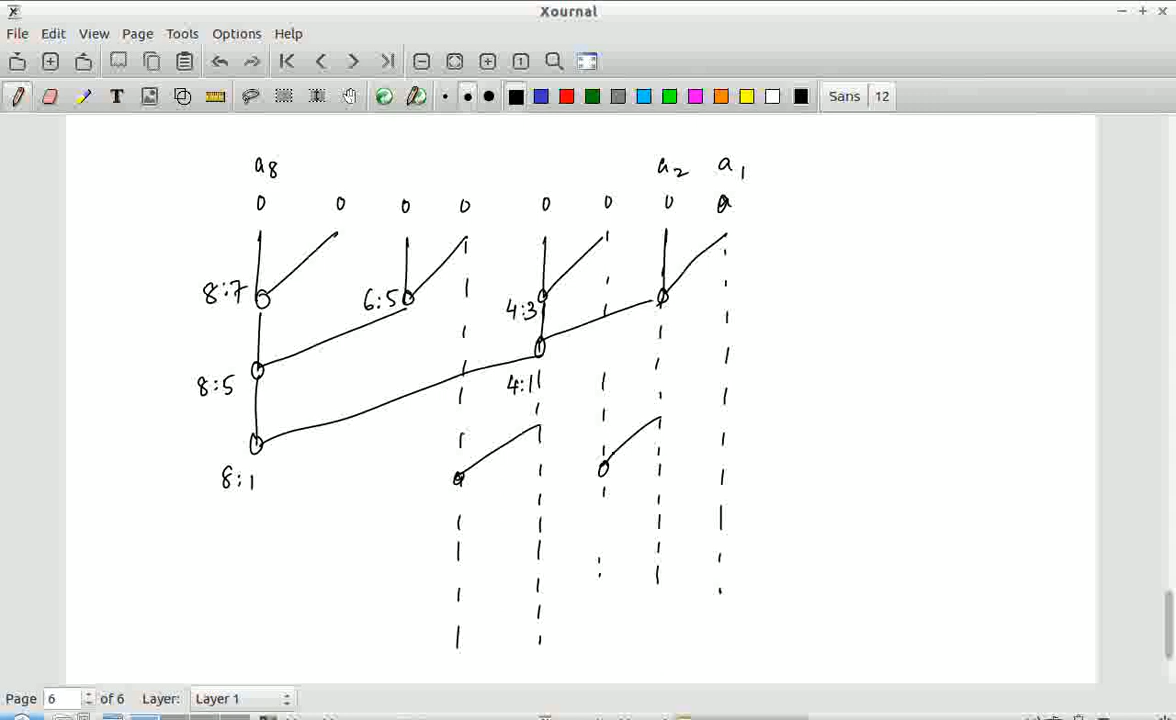 Xournal
File Edit View Page Tools Options Help
Sans 12
a8 a2 a1
0 0 0 0 0 0 0
8:7 6:5 4:3
8:5 4:1
8:1
Page 6 of 6 Layer: Layer 1